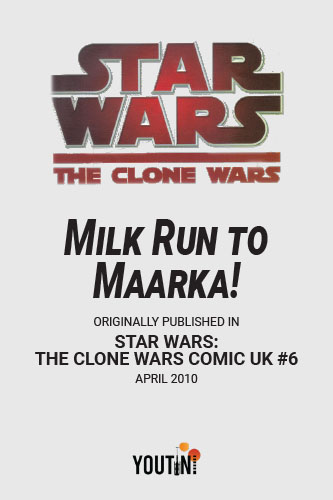 STAR
WARS
THE CLONE WARS
MILK RUN TO
MAARKA!
ORIGINALLY PUBLISHED IN
STAR WARS:
THE CLONE WARS COMIC UK #6
APRIL 2010
YOUTINI